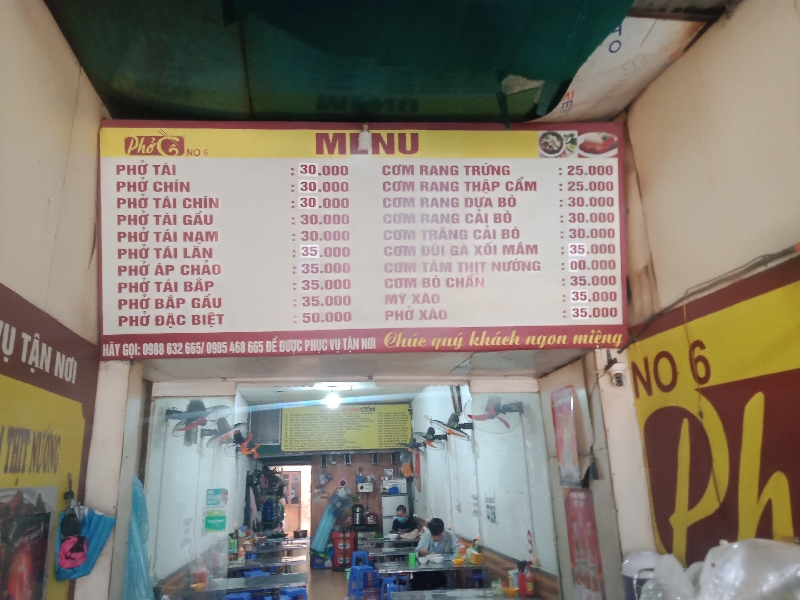 Phở
NO 6
MENU
PHỞ TÁI : 30.000
PHỞ CHÍN : 30.000
PHỞ TÁI CHÍN : 30.000
PHỞ TÁI GẦU : 30.000
PHỞ TÁI NẠM : 30.000
PHỞ TÁI LĂN : 35.000
PHỞ ÁP CHẢO : 35.000
PHỞ TÁI BẮP : 35.000
PHỞ BẮP GẦU : 35.000
PHỞ ĐẶC BIỆT : 50.000
CƠM RANG TRỨNG : 25.000
CƠM RANG THẬP CẨM : 25.000
CƠM RANG DƯA BÒ : 30.000
CƠM RANG CẢI BÒ : 30.000
CƠM TRẮNG CẢI BÒ : 30.000
CƠM ĐÙI GÀ XỐI MẮM : 35.000
CƠM TẤM THỊT NƯỚNG : 00.000
CƠM BÒ CHẦN : 35.000
MỲ XÀO : 35.000
PHỞ XÀO : 35.000
HÃY GỌI: 0988 632 665/ 0985 468 665 ĐỂ ĐƯỢC PHỤC VỤ TẬN NƠI
Chúc quý khách ngon miệng
VỤ TẬN NƠI
THỊT NƯỚNG
NO 6
Ph